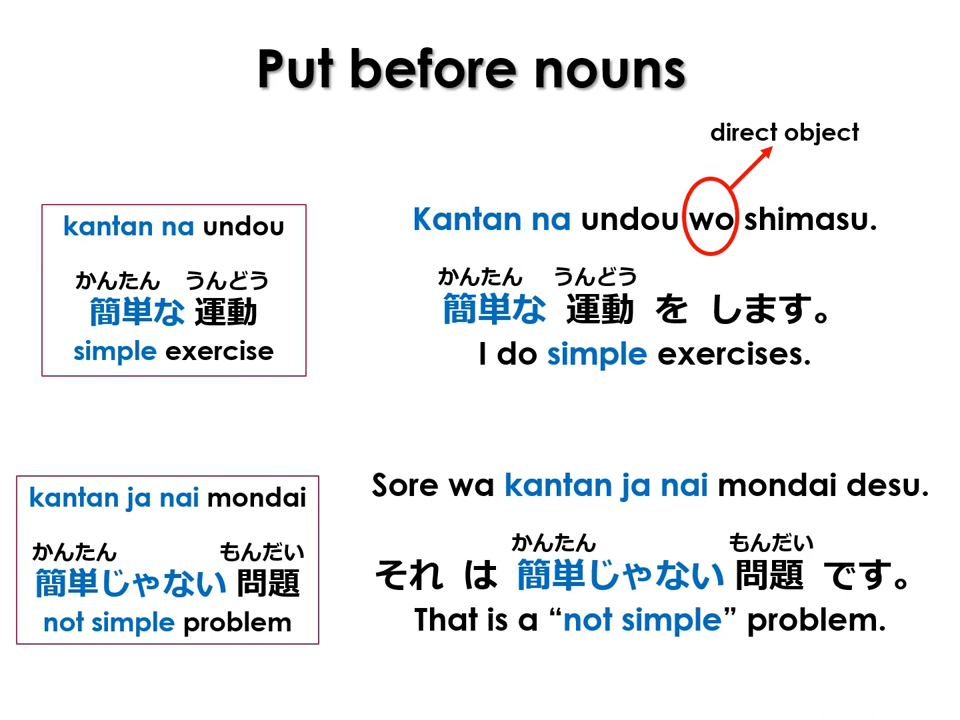 Put before nouns
direct object
kantan na undou
かんたん うんどう
簡単な 運動
simple exercise
Kantan na undou wo shimasu.
かんたん うんどう
簡単な 運動 を します。
I do simple exercises.
kantan ja nai mondai
かんたん もんだい
簡単じゃない 問題
not simple problem
Sore wa kantan ja nai mondai desu.
かんたん もんだい
それ は 簡単じゃない 問題 です。
That is a “not simple” problem.